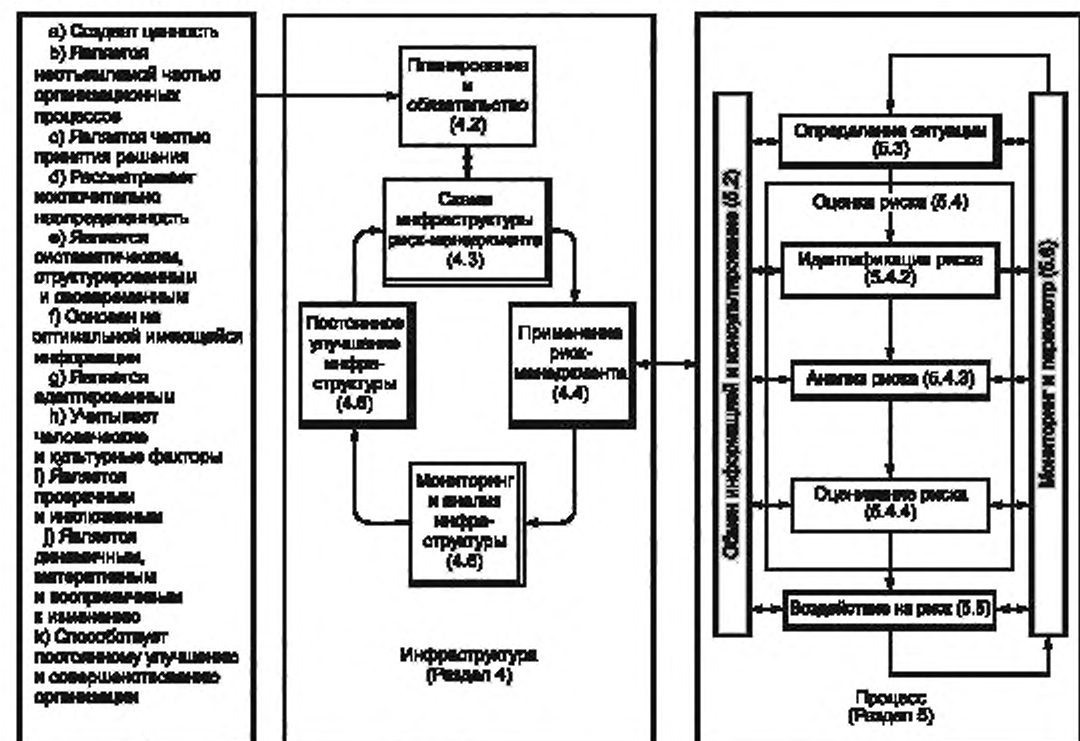 a) Создает ценность
b) Является
неотъемлемой частью
организационных
процессов
c) Является частью
принятия решения
d) Рассматривает
исключительно
неопределенность
e) Является
систематическим,
структурированным
и своевременным
f) Основан на
оптимальной имеющейся
информации
g) Является
адаптированным
h) Учитывает
человеческие
и культурные факторы
i) Является
прозрачным
и инклюзивным
j) Является
динамичным,
итеративным
и восприимчивым
к изменению
k) Способствует
постоянному улучшению
и совершенствованию
организации
Планирование
и
обязательство
(4.2)
Схема
инфраструктуры
риск-менеджмента
(4.3)
Постоянное
улучшение
инфра-
структуры
(4.6)
Применение
риск-
менеджмента
(4.4)
Мониторинг
и анализ
инфра-
структуры
Инфраструктура
(Раздел 4)
Обмен информацией и консультирование (5.2)
Определение ситуации
(5.3)
Оценка риска (5.4)
Идентификация риска
(5.4.2)
Анализ риска (5.4.3)
Оценивание риска
(5.4.4)
Воздействие на риск (5.5)
Мониторинг и пересмотр (5.6)
Процесс
(Раздел 5)